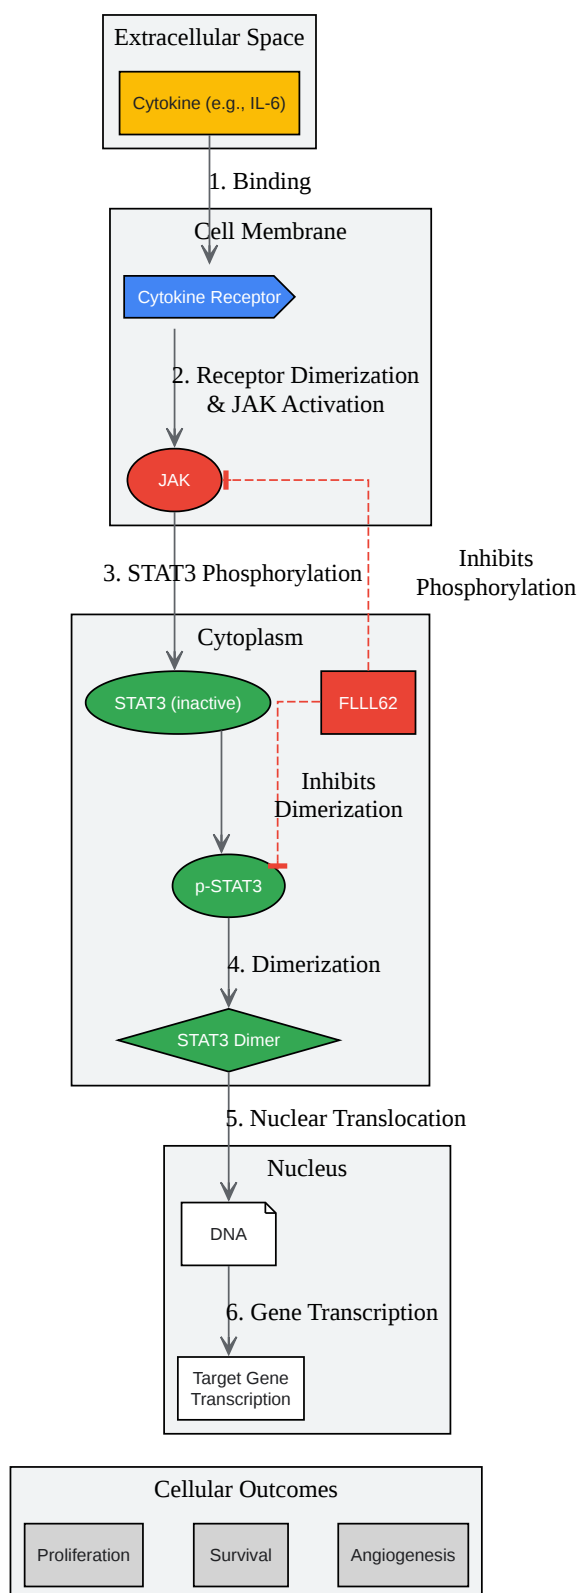 Extracellular Space
Cytokine (e.g., IL-6)
1. Binding
Cell Membrane
Cytokine Receptor
2. Receptor Dimerization
& JAK Activation
JAK
Inhibits
Phosphorylation
3. STAT3 Phosphorylation
Cytoplasm
STAT3 (inactive)
FLLL62
Inhibits
Dimerization
p-STAT3
4. Dimerization
STAT3 Dimer
5. Nuclear Translocation
Nucleus
DNA
6. Gene Transcription
Target Gene
Transcription
Cellular Outcomes
Proliferation
Survival
Angiogenesis